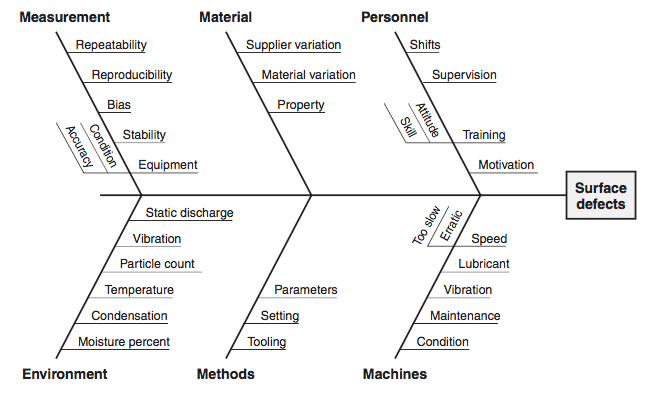 Measurement
Material
Personnel
Repeatability
Supplier variation
Shifts
Reproducibility
Material variation
Supervision
Bias
Property
Accuracy
Condition
Stability
Skill
Attitude
Training
Equipment
Motivation
Surface
defects
Static discharge
Too slow
Erratic
Vibration
Speed
Particle count
Lubricant
Temperature
Parameters
Vibration
Condensation
Setting
Maintenance
Moisture percent
Tooling
Condition
Environment
Methods
Machines